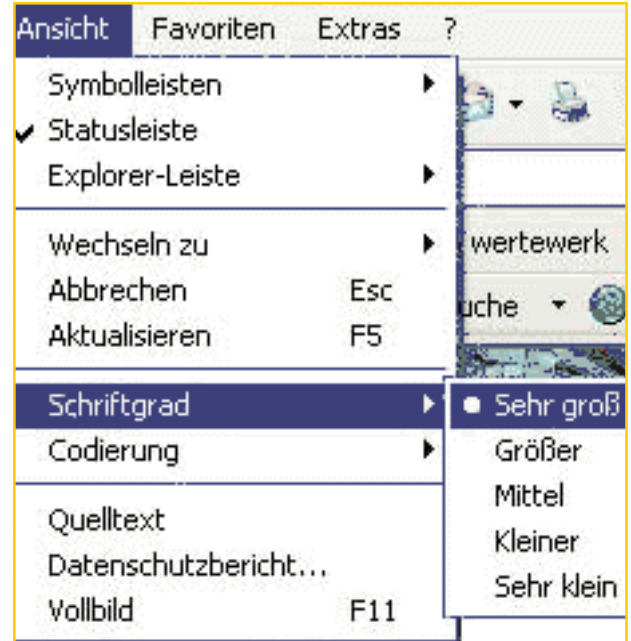 Ansicht Favoriten Extras ?
Symbolleisten
Statusleiste
Explorer-Leiste
Wechseln zu
wertewerk
Abbrechen Esc
uche
Aktualisieren F5
Schriftgrad
Sehr groß
Codierung
Größer
Mittel
Quelltext
Kleiner
Datenschutzbericht...
Sehr klein
Vollbild F11